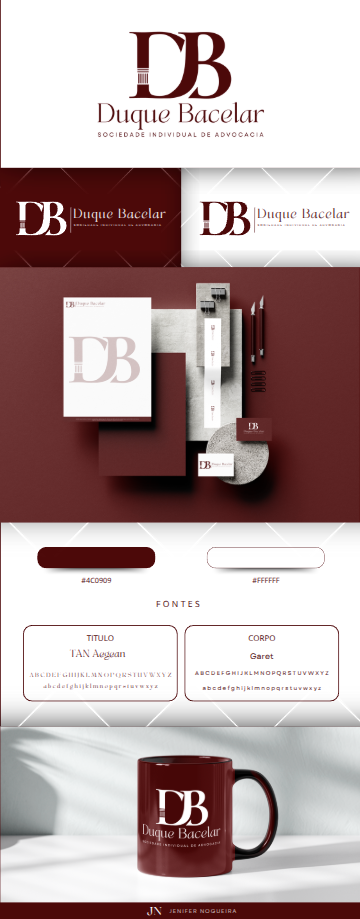 DB
Duque Bacelar
SOCIEDADE INDIVIDUAL DE ADVOCACIA
DB Duque Bacelar
SOCIEDADE INDIVIDUAL DE ADVOCACIA
DB Duque Bacelar
SOCIEDADE INDIVIDUAL DE ADVOCACIA
DB Duque Bacelar
DB
DB
DB
#4C0909
#FFFFFF
FONTES
TITULO
TAN Aegean
ABCDEFGHIJKLMNOPQRSTUVWXYZ
abcdefghijklmnopqrstuvwxyz
CORPO
Garet
ABCDEFGHIJKLMNOPQRSTUVWXYZ
abcdefghijklmnopqrstuvwxyz
DB
Duque Bacelar
SOCIEDADE INDIVIDUAL DE ADVOCACIA
JN JENIFER NOGUEIRA